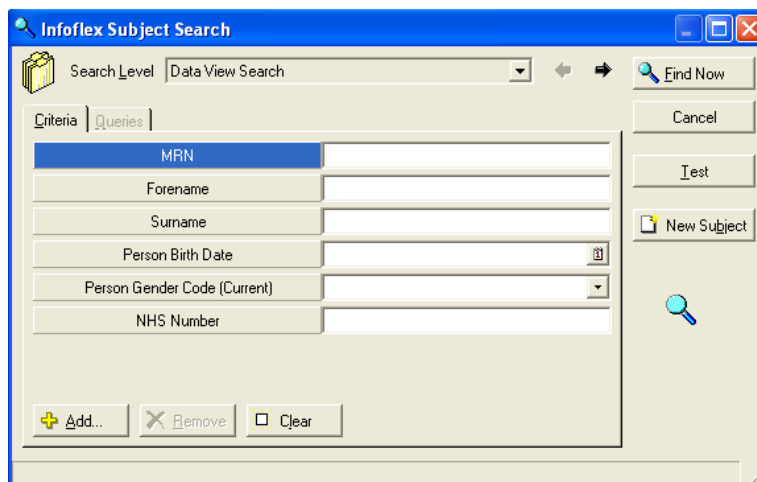 Infoflex Subject Search
Search Level Data View Search
Find Now
Criteria Queries
Cancel
MRN
Forename
Test
Surname
New Subject
Person Birth Date
Person Gender Code (Current)
NHS Number
Add... Remove Clear